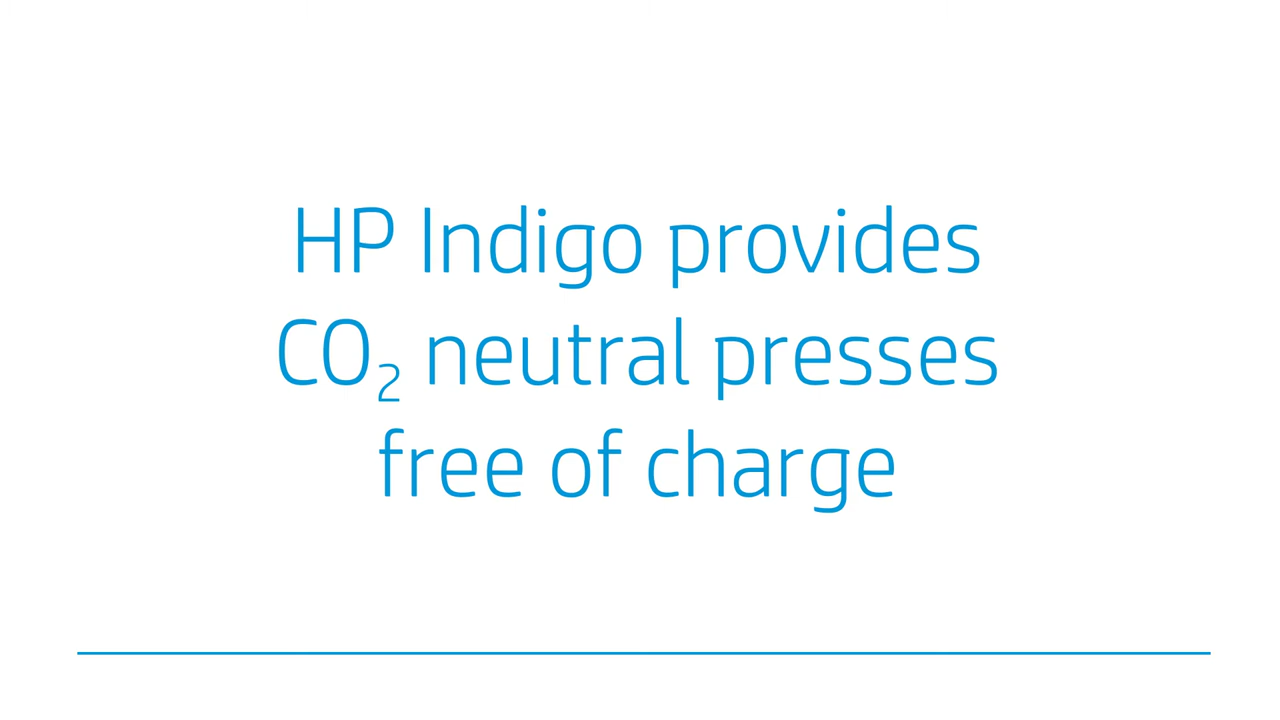 HP Indigo provides
CO₂ neutral presses
free of charge